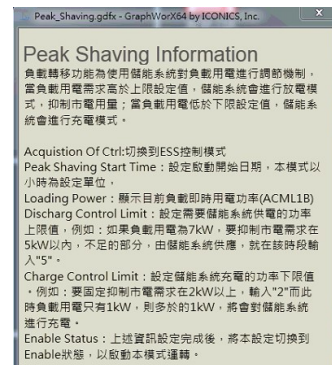 Peak_Shaving.gdfx - GraphWorX64 by ICONICS, Inc.
x
Peak Shaving Information
負載轉移功能為使用儲能系統對負載用電進行調節機制，
當負載用電需求高於上限設定值，儲能系統會進行放電模
式，抑制市電用量；當負載用電低於下限設定值，儲能系
統會進行充電模式。
Acquistion Of Ctrl:切換到ESS控制模式
Peak Shaving Start Time：設定啟動開始日期，本模式以
小時為設定單位，
Loading Power：顯示目前負載即時用電功率(ACML1B)
Discharg Control Limit：設定需要儲能系統供電的功率
上限值，例如：如果負載用電為7kW，要抑制市電需求在
5kW以內，不足的部分，由儲能系統供應，就在該時段輸
入"5"。
Charge Control Limit：設定儲能系統充電的功率下限值
。例如：要固定抑制市電需求在2kW以上，輸入"2"而此
時負載用電只有1kW，則多於的1kW，將會對儲能系統
進行充電。
Enable Status：上述資訊設定完成後，將本設定切換到
Enable狀態，以啟動本模式運轉。